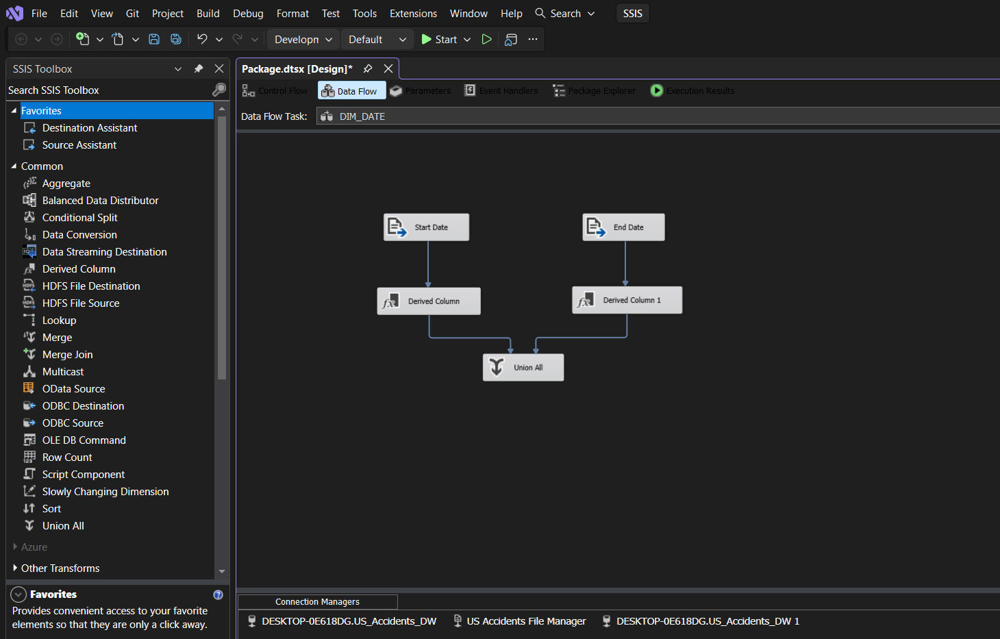 File Edit View Git Project Build Debug Format Test Tools Extensions Window Help Search SSIS
Developn Default Start
SSIS Toolbox
Search SSIS Toolbox
Favorites
Destination Assistant
Source Assistant
Common
Aggregate
Balanced Data Distributor
Conditional Split
Data Conversion
Data Streaming Destination
Derived Column
HDFS File Destination
HDFS File Source
Lookup
Merge
Merge Join
Multicast
OData Source
ODBC Destination
ODBC Source
OLE DB Command
Row Count
Script Component
Slowly Changing Dimension
Sort
Union All
Azure
Other Transforms
Favorites
Provides convenient access to your favorite
elements so that they are only a click away.
Package.dtsx [Design]*
Control Flow Data Flow Parameters Event Handlers Package Explorer Execution Results
Data Flow Task: DIM_DATE
Start Date End Date
Derived Column Derived Column 1
Union All
Connection Managers
DESKTOP-0E618DG.US_Accidents_DW US Accidents File Manager DESKTOP-0E618DG.US_Accidents_DW 1